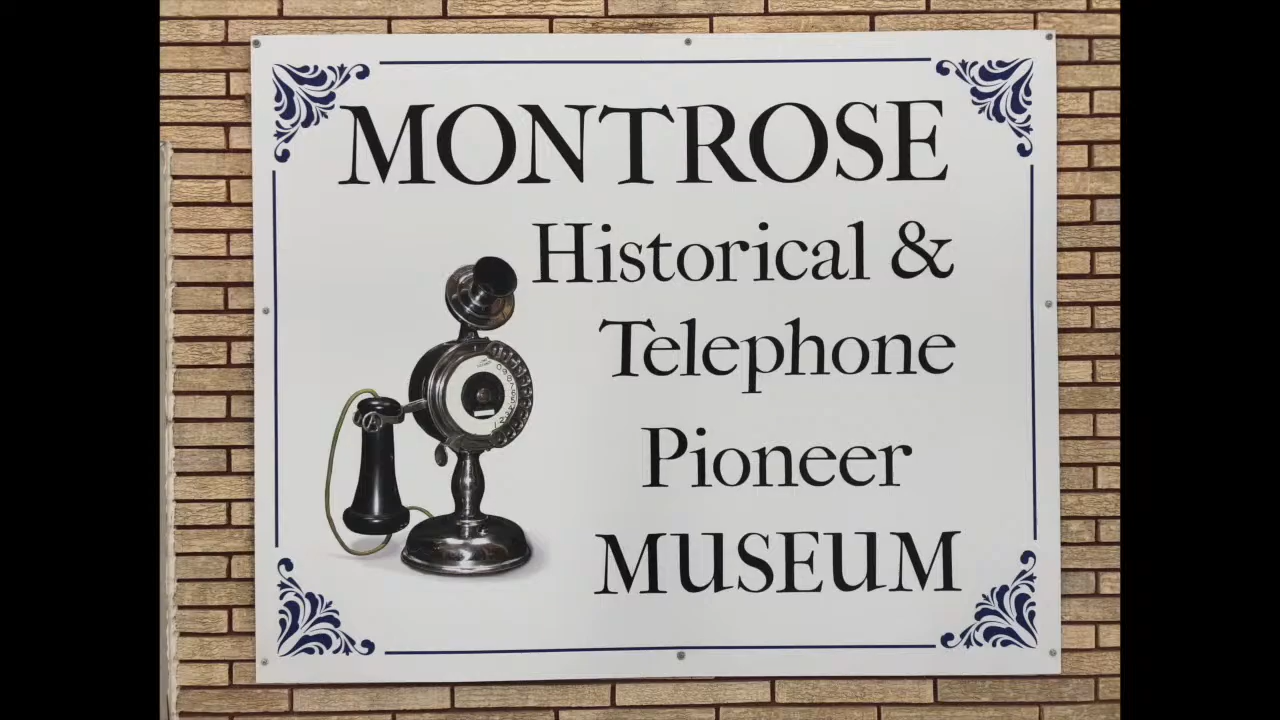 MONTROSE
Historical &
Telephone
Pioneer
MUSEUM